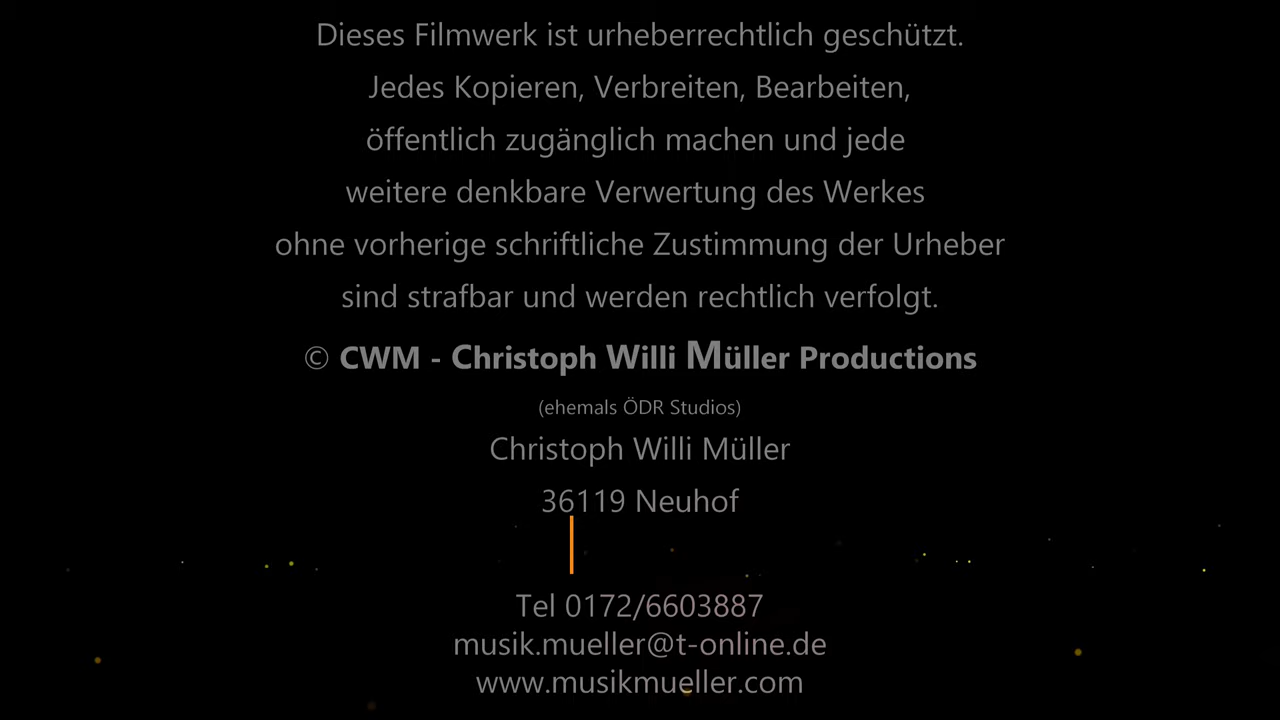 Dieses Filmwerk ist urheberrechtlich geschützt.
Jedes Kopieren, Verbreiten, Bearbeiten,
öffentlich zugänglich machen und jede
weitere denkbare Verwertung des Werkes
ohne vorherige schriftliche Zustimmung der Urheber
sind strafbar und werden rechtlich verfolgt.
© CWM - Christoph Willi Müller Productions
(ehemals ÖDR Studios)
Christoph Willi Müller
36119 Neuhof
Tel 0172/6603887
musik.mueller@t-online.de
www.musikmueller.com